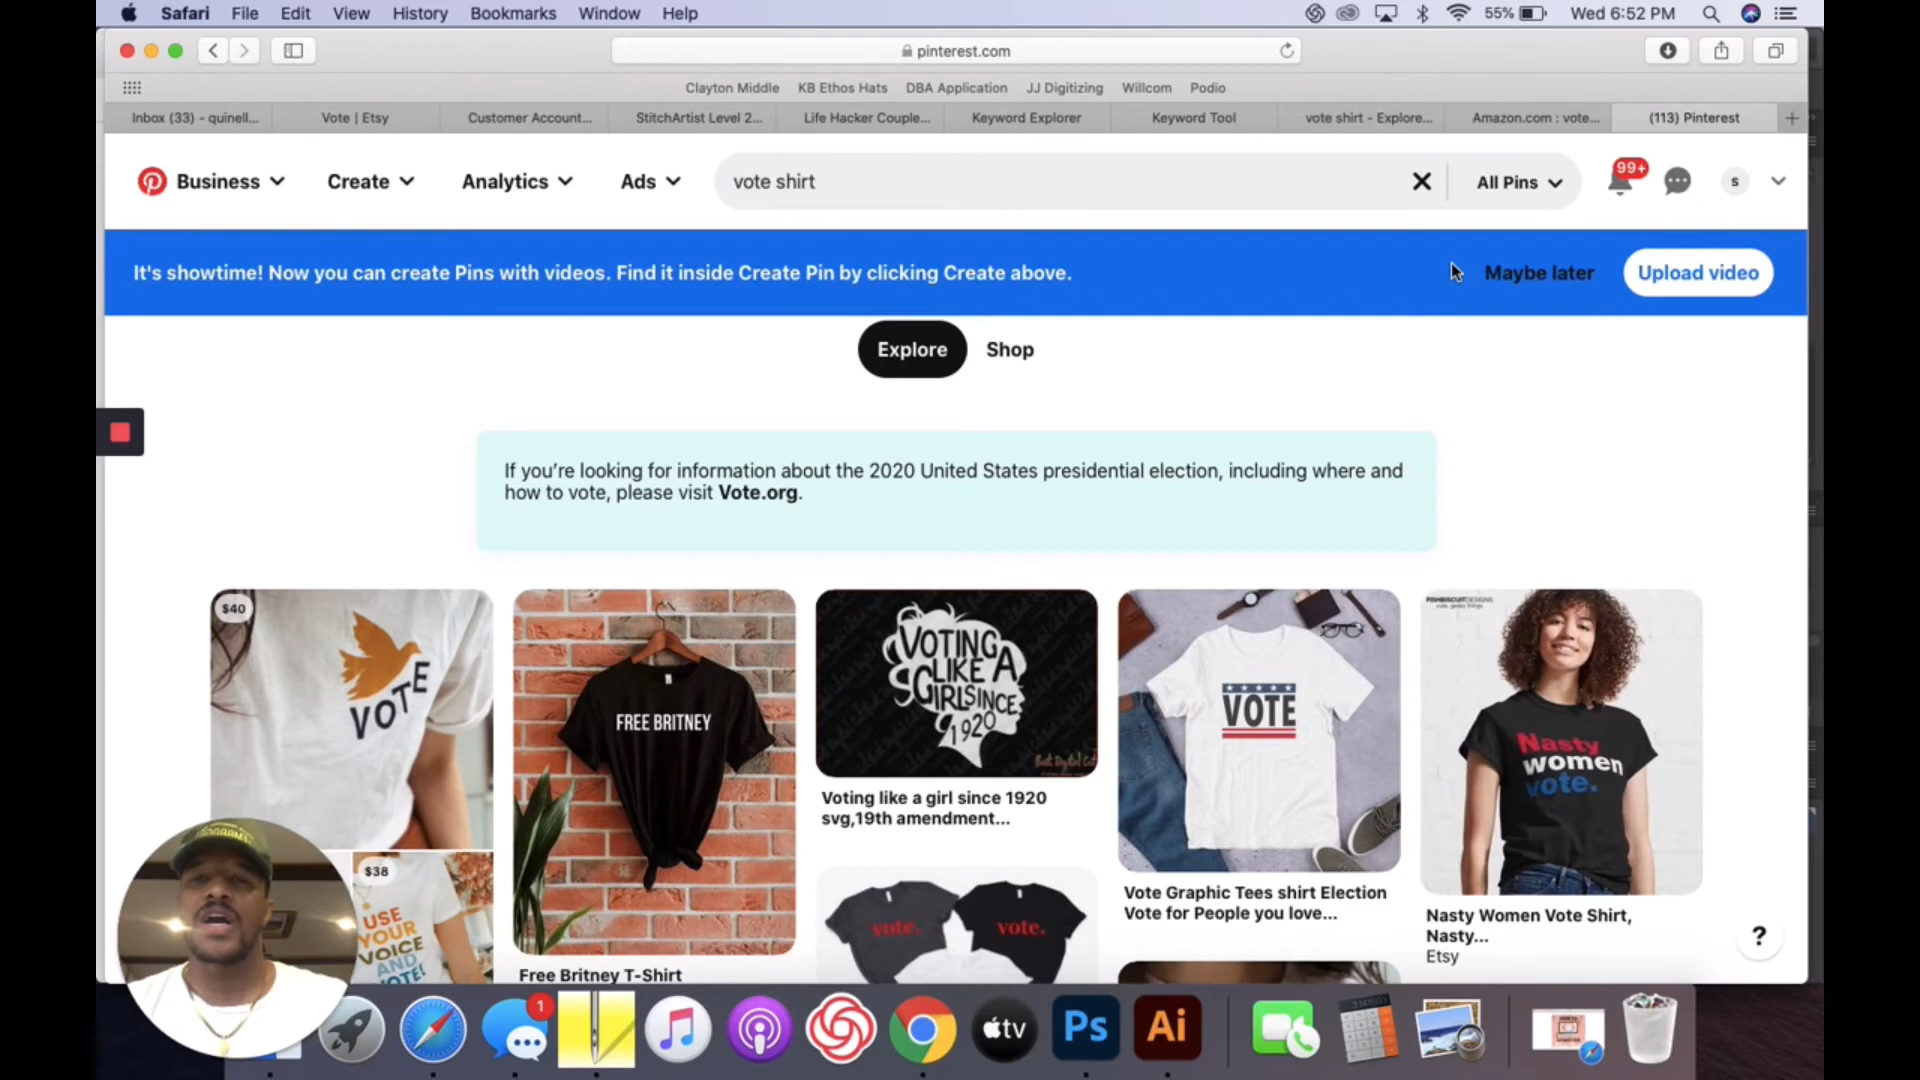 Safari File Edit View History Bookmarks Window Help 55% Wed 6:52 PM
pinterest.com
Clayton Middle KB Ethos Hats DBA Application JJ Digitizing Willcom Podio
Inbox (33) - quinell... Vote | Etsy Customer Account... StitchArtist Level 2... Life Hacker Couple... Keyword Explorer Keyword Tool vote shirt - Explore... Amazon.com : vote... (113) Pinterest
Business Create Analytics Ads vote shirt All Pins 99+ s
It's showtime! Now you can create Pins with videos. Find it inside Create Pin by clicking Create above. Maybe later Upload video
Explore Shop
If you're looking for information about the 2020 United States presidential election, including where and
how to vote, please visit Vote.org.
$40
VOTE
FREE BRITNEY
Free Britney T-Shirt
VOTING
LIKE A
GIRL SINCE
1920
Voting like a girl since 1920
svg,19th amendment...
VOTE
Vote Graphic Tees shirt Election
Vote for People you love...
FISHBISCUITDESIGNS
Nasty
women
vote.
Nasty Women Vote Shirt,
Nasty...
Etsy
$38
USE
YOUR
VOICE
AND
VOTE!
vote. vote.
?
1
tv
Ps
Ai